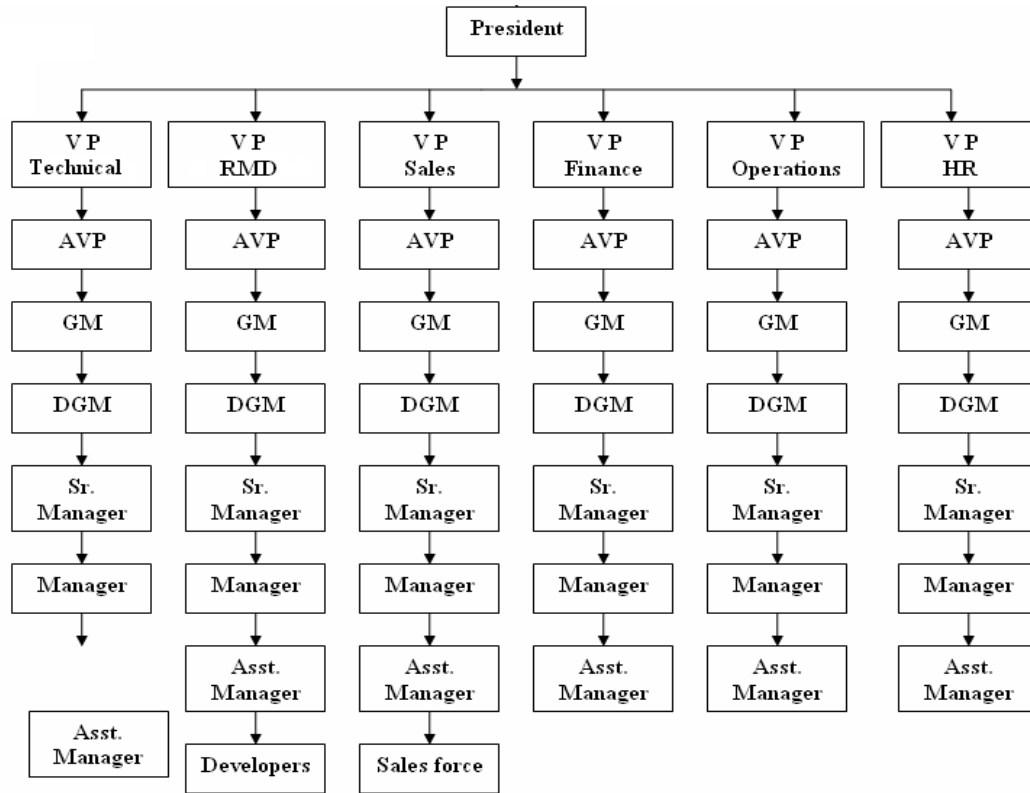 President
V P
Technical
V P
RMD
V P
Sales
V P
Finance
V P
Operations
V P
HR
AVP
AVP
AVP
AVP
AVP
AVP
GM
GM
GM
GM
GM
GM
DGM
DGM
DGM
DGM
DGM
DGM
Sr.
Manager
Sr.
Manager
Sr.
Manager
Sr.
Manager
Sr.
Manager
Sr.
Manager
Manager
Manager
Manager
Manager
Manager
Manager
Asst.
Manager
Asst.
Manager
Asst.
Manager
Asst.
Manager
Asst.
Manager
Asst.
Manager
Developers
Sales force